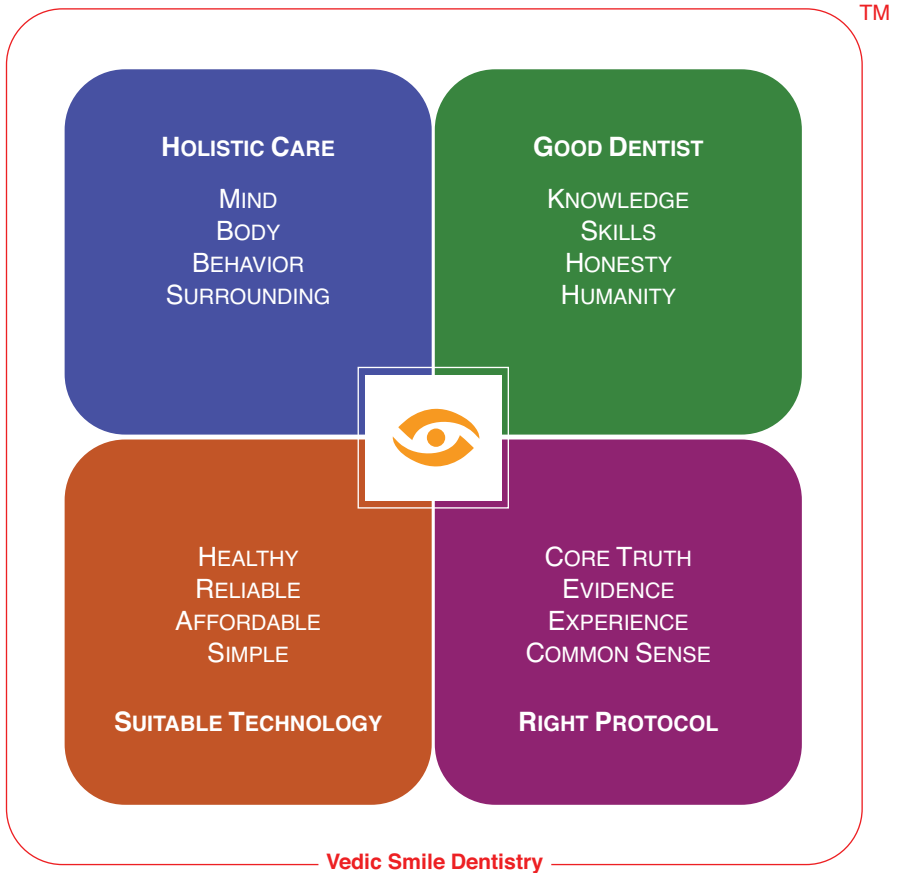 TM
HOLISTIC CARE
MIND
BODY
BEHAVIOR
SURROUNDING
GOOD DENTIST
KNOWLEDGE
SKILLS
HONESTY
HUMANITY
HEALTHY
RELIABLE
AFFORDABLE
SIMPLE
SUITABLE TECHNOLOGY
CORE TRUTH
EVIDENCE
EXPERIENCE
COMMON SENSE
RIGHT PROTOCOL
Vedic Smile Dentistry